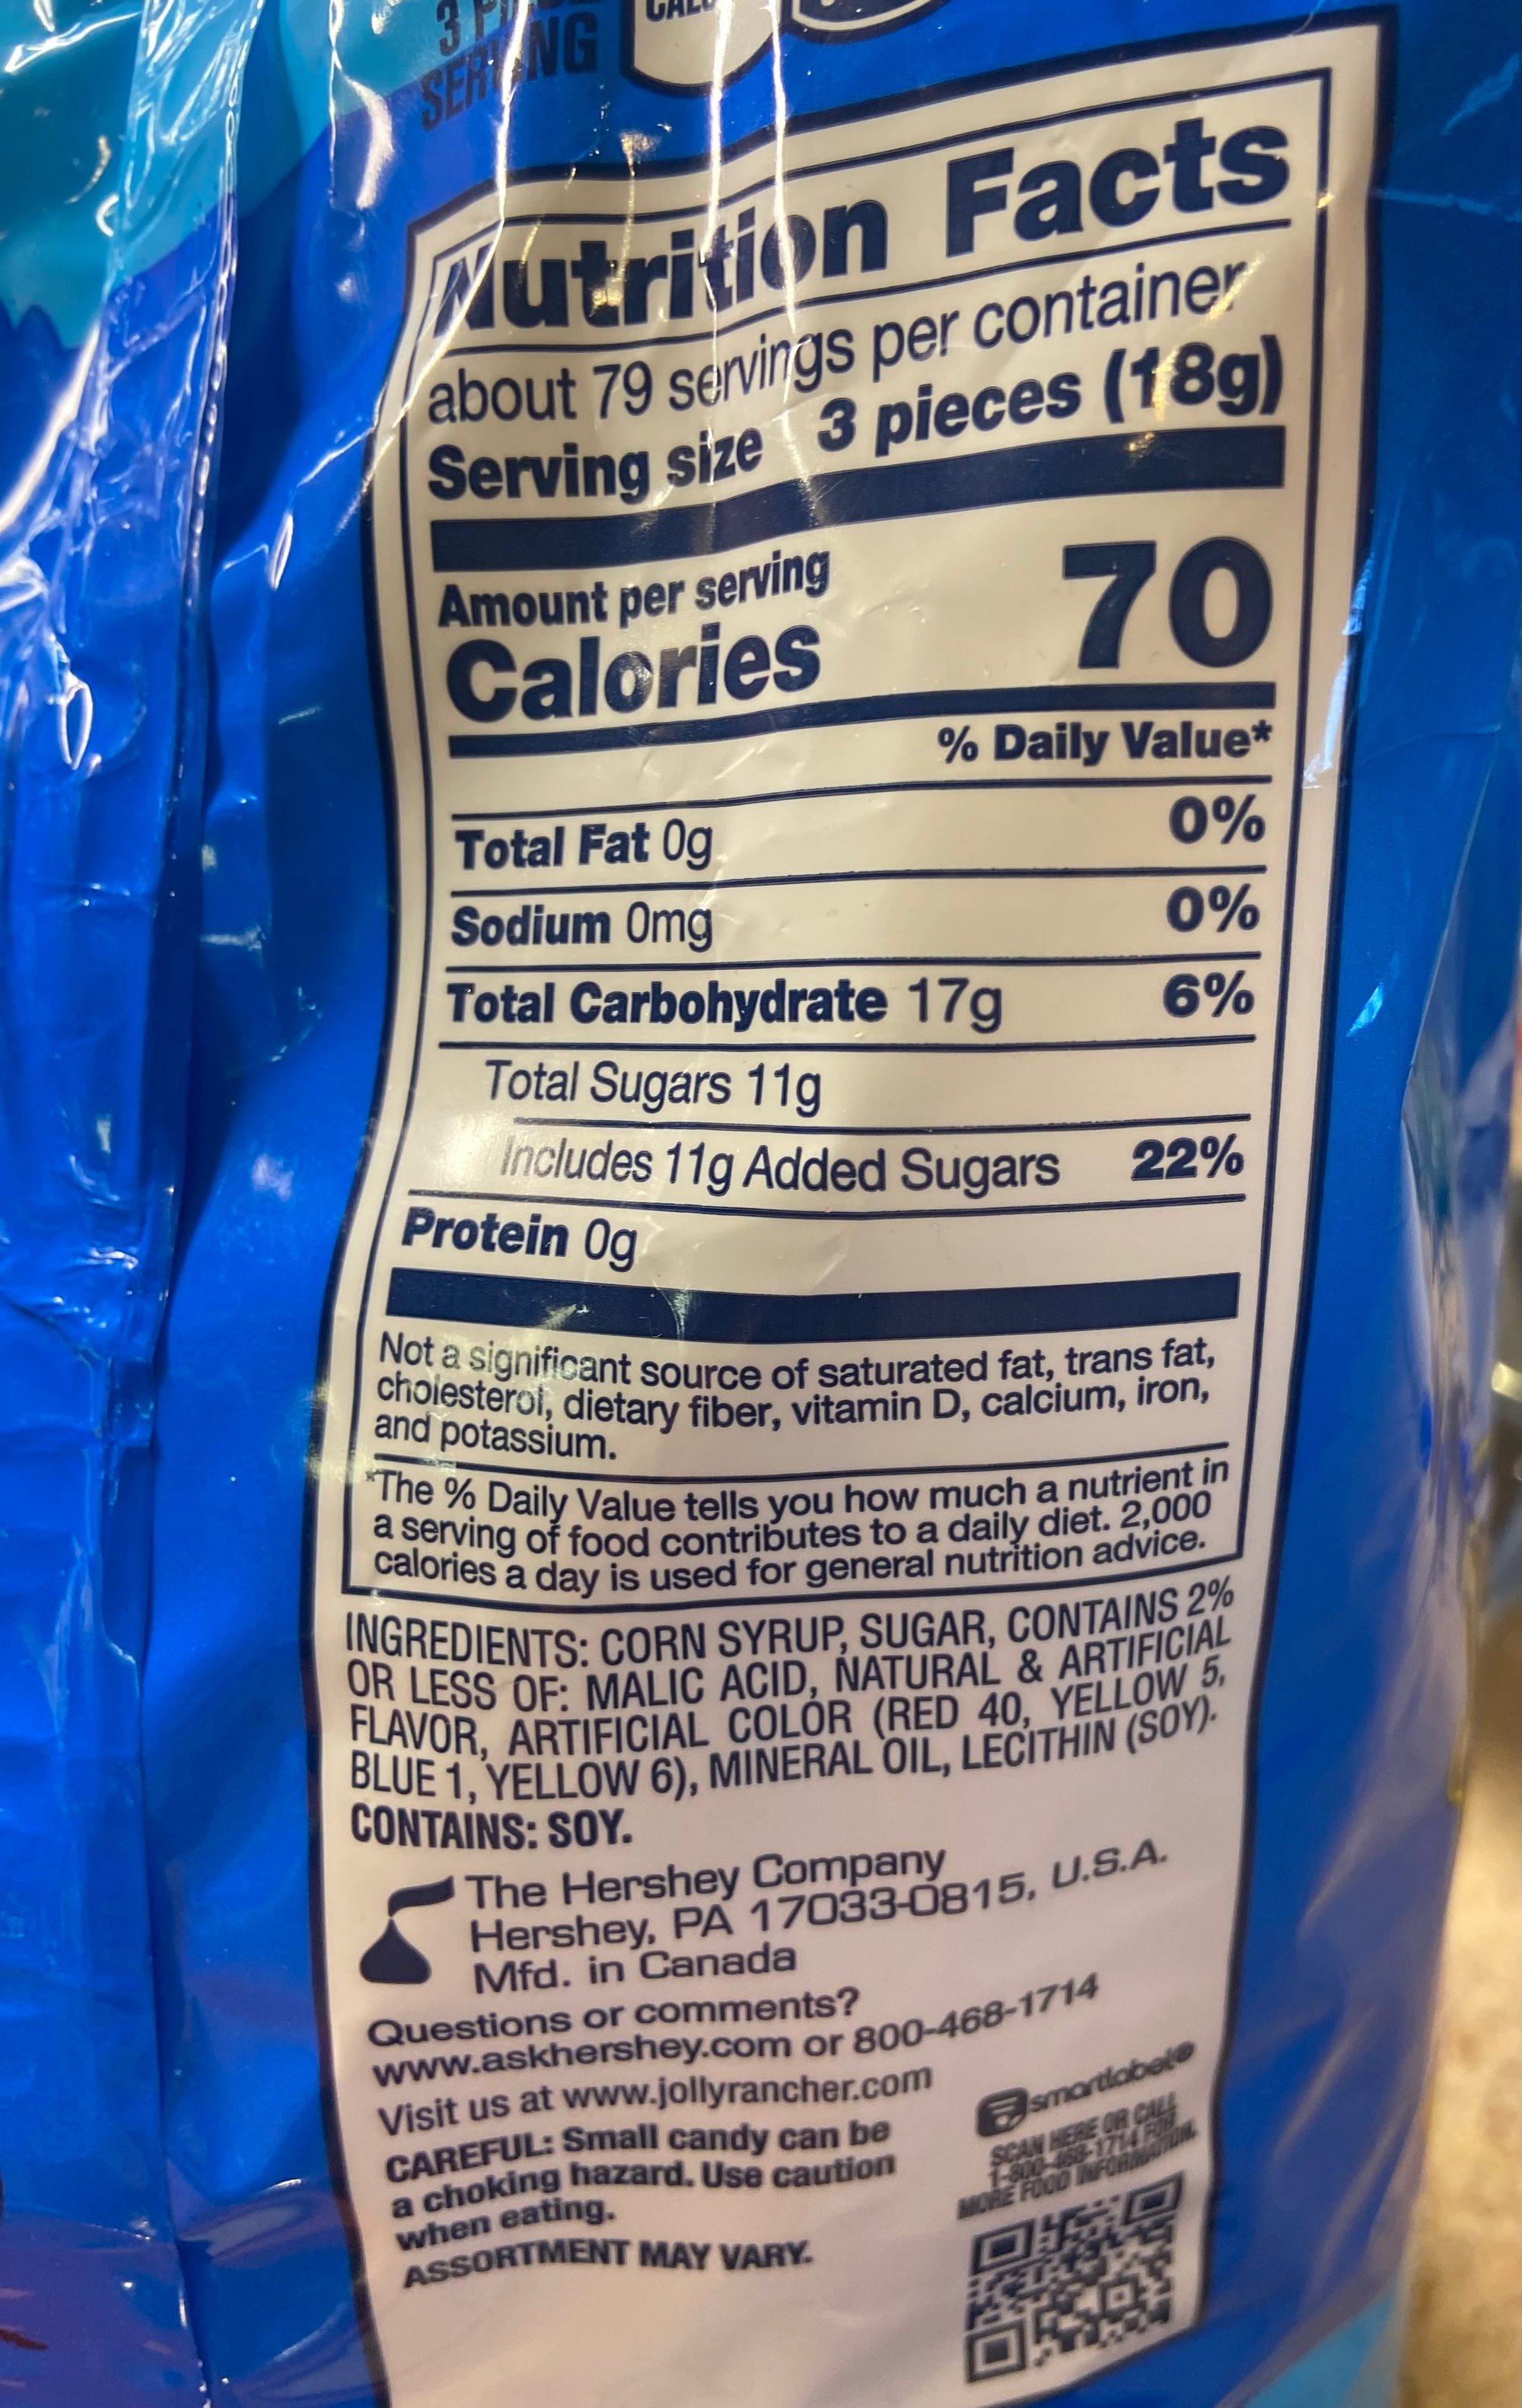 SERVING
Nutrition Facts
about 79 servings per container
Serving size 3 pieces (18g)
Amount per serving
Calories 70
% Daily Value*
Total Fat 0g 0%
Sodium 0mg 0%
Total Carbohydrate 17g 6%
Total Sugars 11g
Includes 11g Added Sugars 22%
Protein 0g
Not a significant source of saturated fat, trans fat,
cholesterol, dietary fiber, vitamin D, calcium, iron,
and potassium.
*The % Daily Value tells you how much a nutrient in
a serving of food contributes to a daily diet. 2,000
calories a day is used for general nutrition advice.
INGREDIENTS: CORN SYRUP, SUGAR, CONTAINS 2%
OR LESS OF: MALIC ACID, NATURAL & ARTIFICIAL
FLAVOR, ARTIFICIAL COLOR (RED 40, YELLOW 5,
BLUE 1, YELLOW 6), MINERAL OIL, LECITHIN (SOY).
CONTAINS: SOY.
The Hershey Company
Hershey, PA 17033-0815, U.S.A.
Mfd. in Canada
Questions or comments?
www.askhershey.com or 800-468-1714
Visit us at www.jollyrancher.com
CAREFUL: Small candy can be
a choking hazard. Use caution
when eating.
ASSORTMENT MAY VARY.
smartlabel®
SCAN HERE OR CALL
1-800-468-1714 FOR
MORE FOOD INFORMATION.